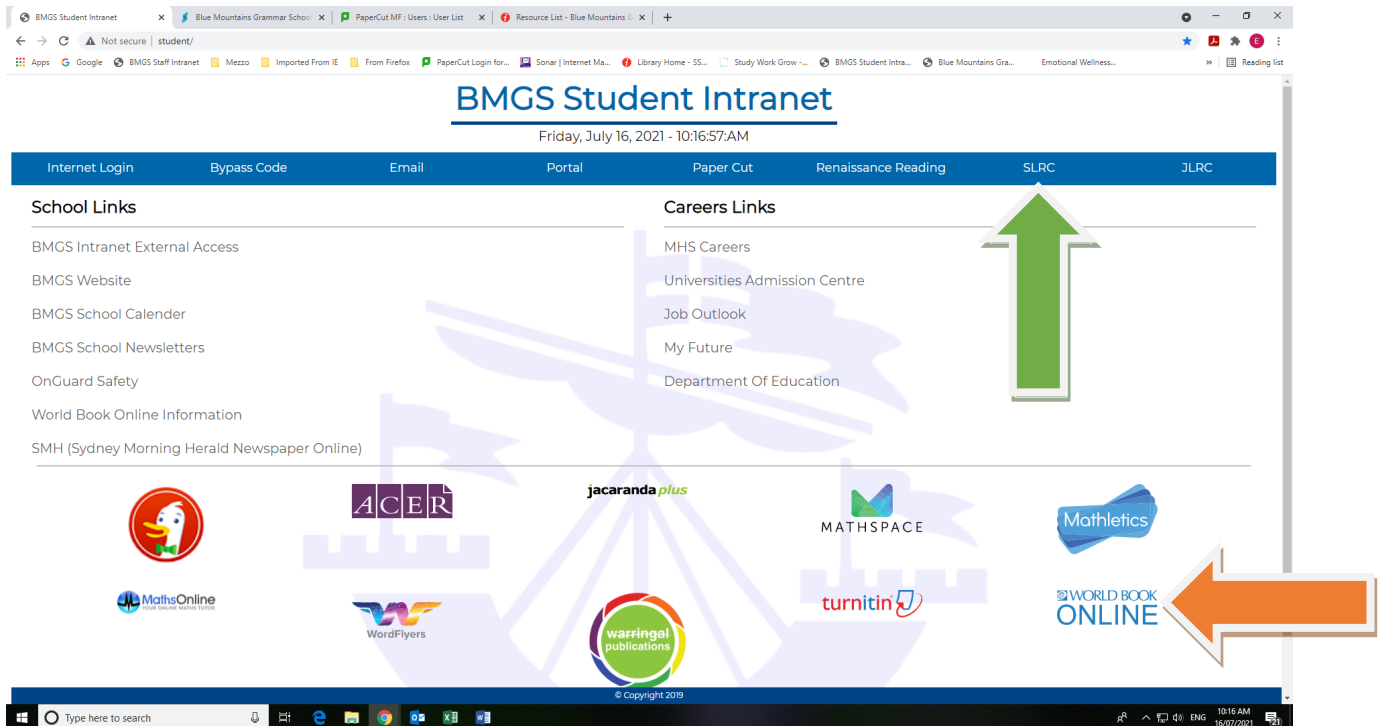 BMGS Student Intranet
Blue Mountains Grammar School
PaperCut MF : Users : User List
Resource List - Blue Mountains G
Not secure | student/
Apps Google BMGS Staff Intranet Mezzo Imported From IE From Firefox PaperCut Login for... Sonar | Internet Ma... Library Home - SS... Study Work Grow -... BMGS Student Intra... Blue Mountains Gra... Emotional Wellness... » Reading list
BMGS Student Intranet
Friday, July 16, 2021 - 10:16:57:AM
Internet Login Bypass Code Email Portal Paper Cut Renaissance Reading SLRC JLRC
School Links
BMGS Intranet External Access
BMGS Website
BMGS School Calender
BMGS School Newsletters
OnGuard Safety
World Book Online Information
SMH (Sydney Morning Herald Newspaper Online)
Careers Links
MHS Careers
Universities Admission Centre
Job Outlook
My Future
Department Of Education
ACER
jacaranda plus
MATHSPACE
Mathletics
MathsOnline
YOUR ONLINE MATHS TUTOR
WordFlyers
warringal
publications
turnitin
WORLD BOOK
ONLINE
© Copyright 2019
Type here to search
ENG
10:16 AM
16/07/2021
21